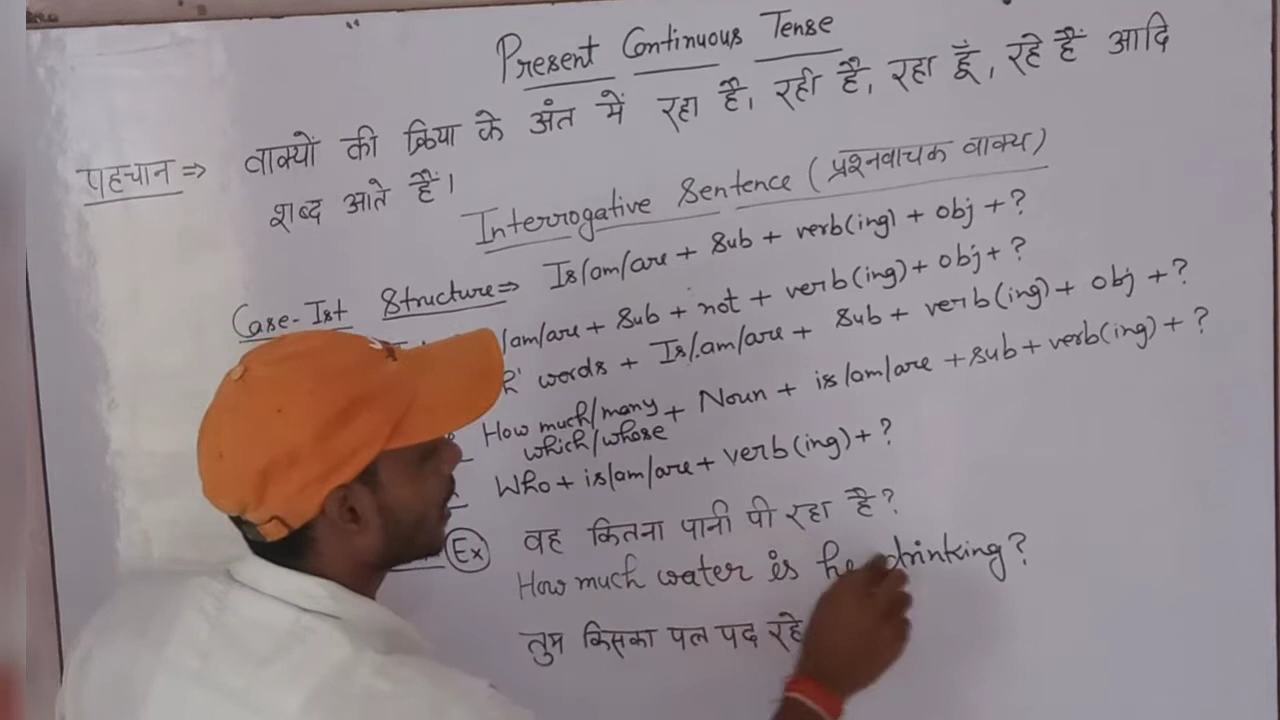 Present Continuous Tense
पहचान ⇒ वाक्यों की क्रिया के अंत में रहा है, रही है, रहा हूँ, रहे हैं आदि
शब्द आते हैं।
Interrogative Sentence (प्रश्नवाचक वाक्य)
Case-Ist Structure ⇒ Is/am/are + Sub + verb(ing) + obj + ?
/am/are + Sub + not + verb(ing) + obj + ?
words + Is/am/are + Sub + verb(ing) + obj + ?
How much/many + Noun + is/am/are + sub + verb(ing) + ?
which/whose
Who + is/am/are + verb(ing) + ?
Ex वह कितना पानी पी रहा है?
How much water is he drinking?
तुम किसका पत्र पढ रहे